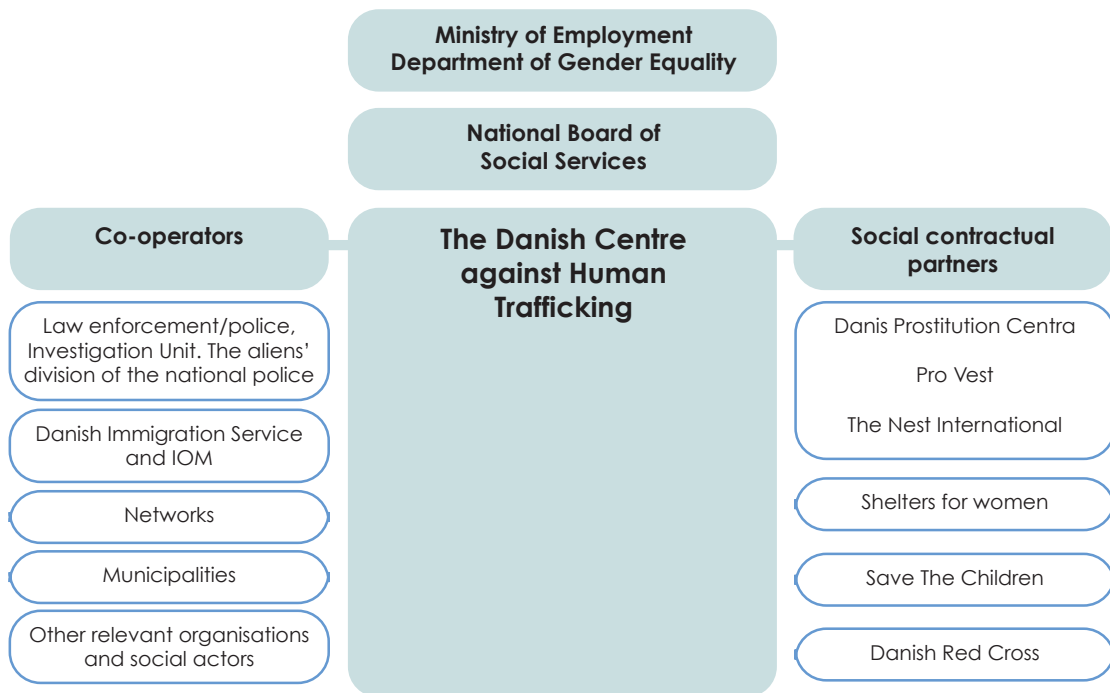 Ministry of Employment
Department of Gender Equality
National Board of
Social Services
Co-operators
Law enforcement/police,
Investigation Unit. The aliens’
division of the national police
Danish Immigration Service
and IOM
Networks
Municipalities
Other relevant organisations
and social actors
The Danish Centre
against Human
Trafficking
Social contractual
partners
Danis Prostitution Centra
Pro Vest
The Nest International
Shelters for women
Save The Children
Danish Red Cross